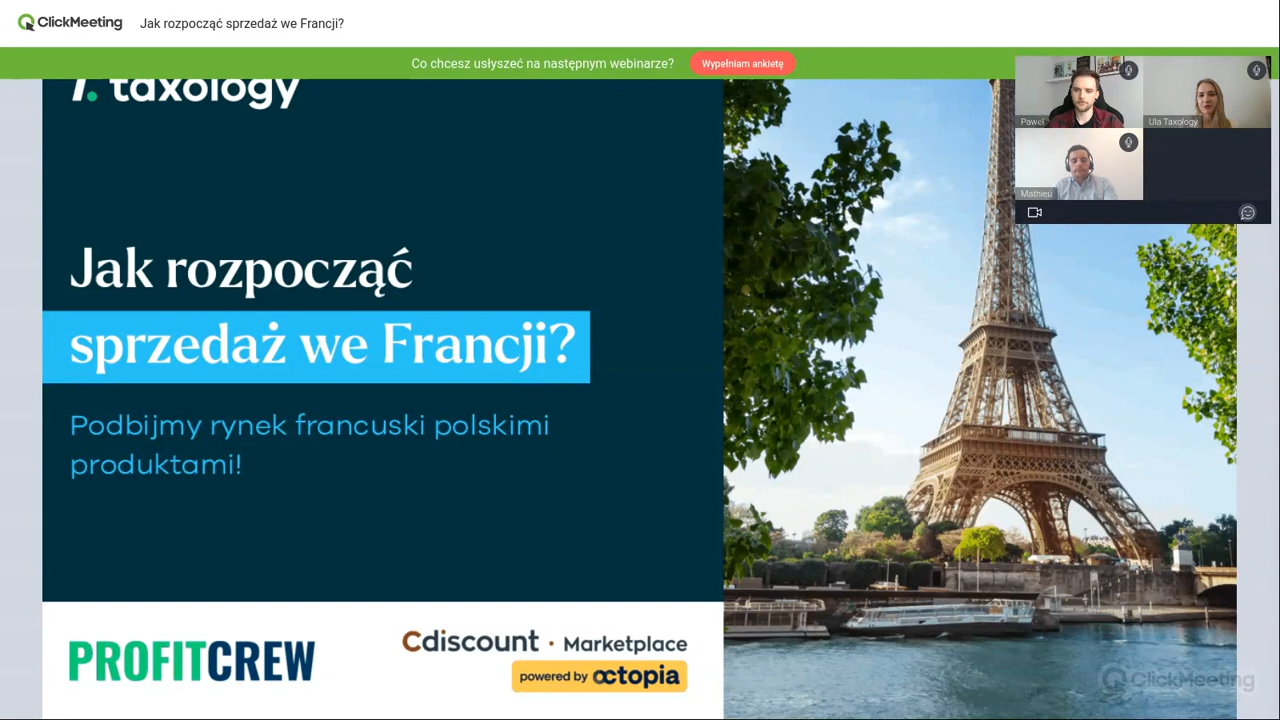 ClickMeeting
Jak rozpocząć sprzedaż we Francji?
Co chcesz usłyszeć na następnym webinarze?
Wypełniam ankietę
taxology
Paweł
Ula Taxology
Mathieu
Jak rozpocząć
sprzedaż we Francji?
Podbijmy rynek francuski polskimi
produktami!
PROFITCREW
Cdiscount · Marketplace
powered by octopia
ClickMeeting